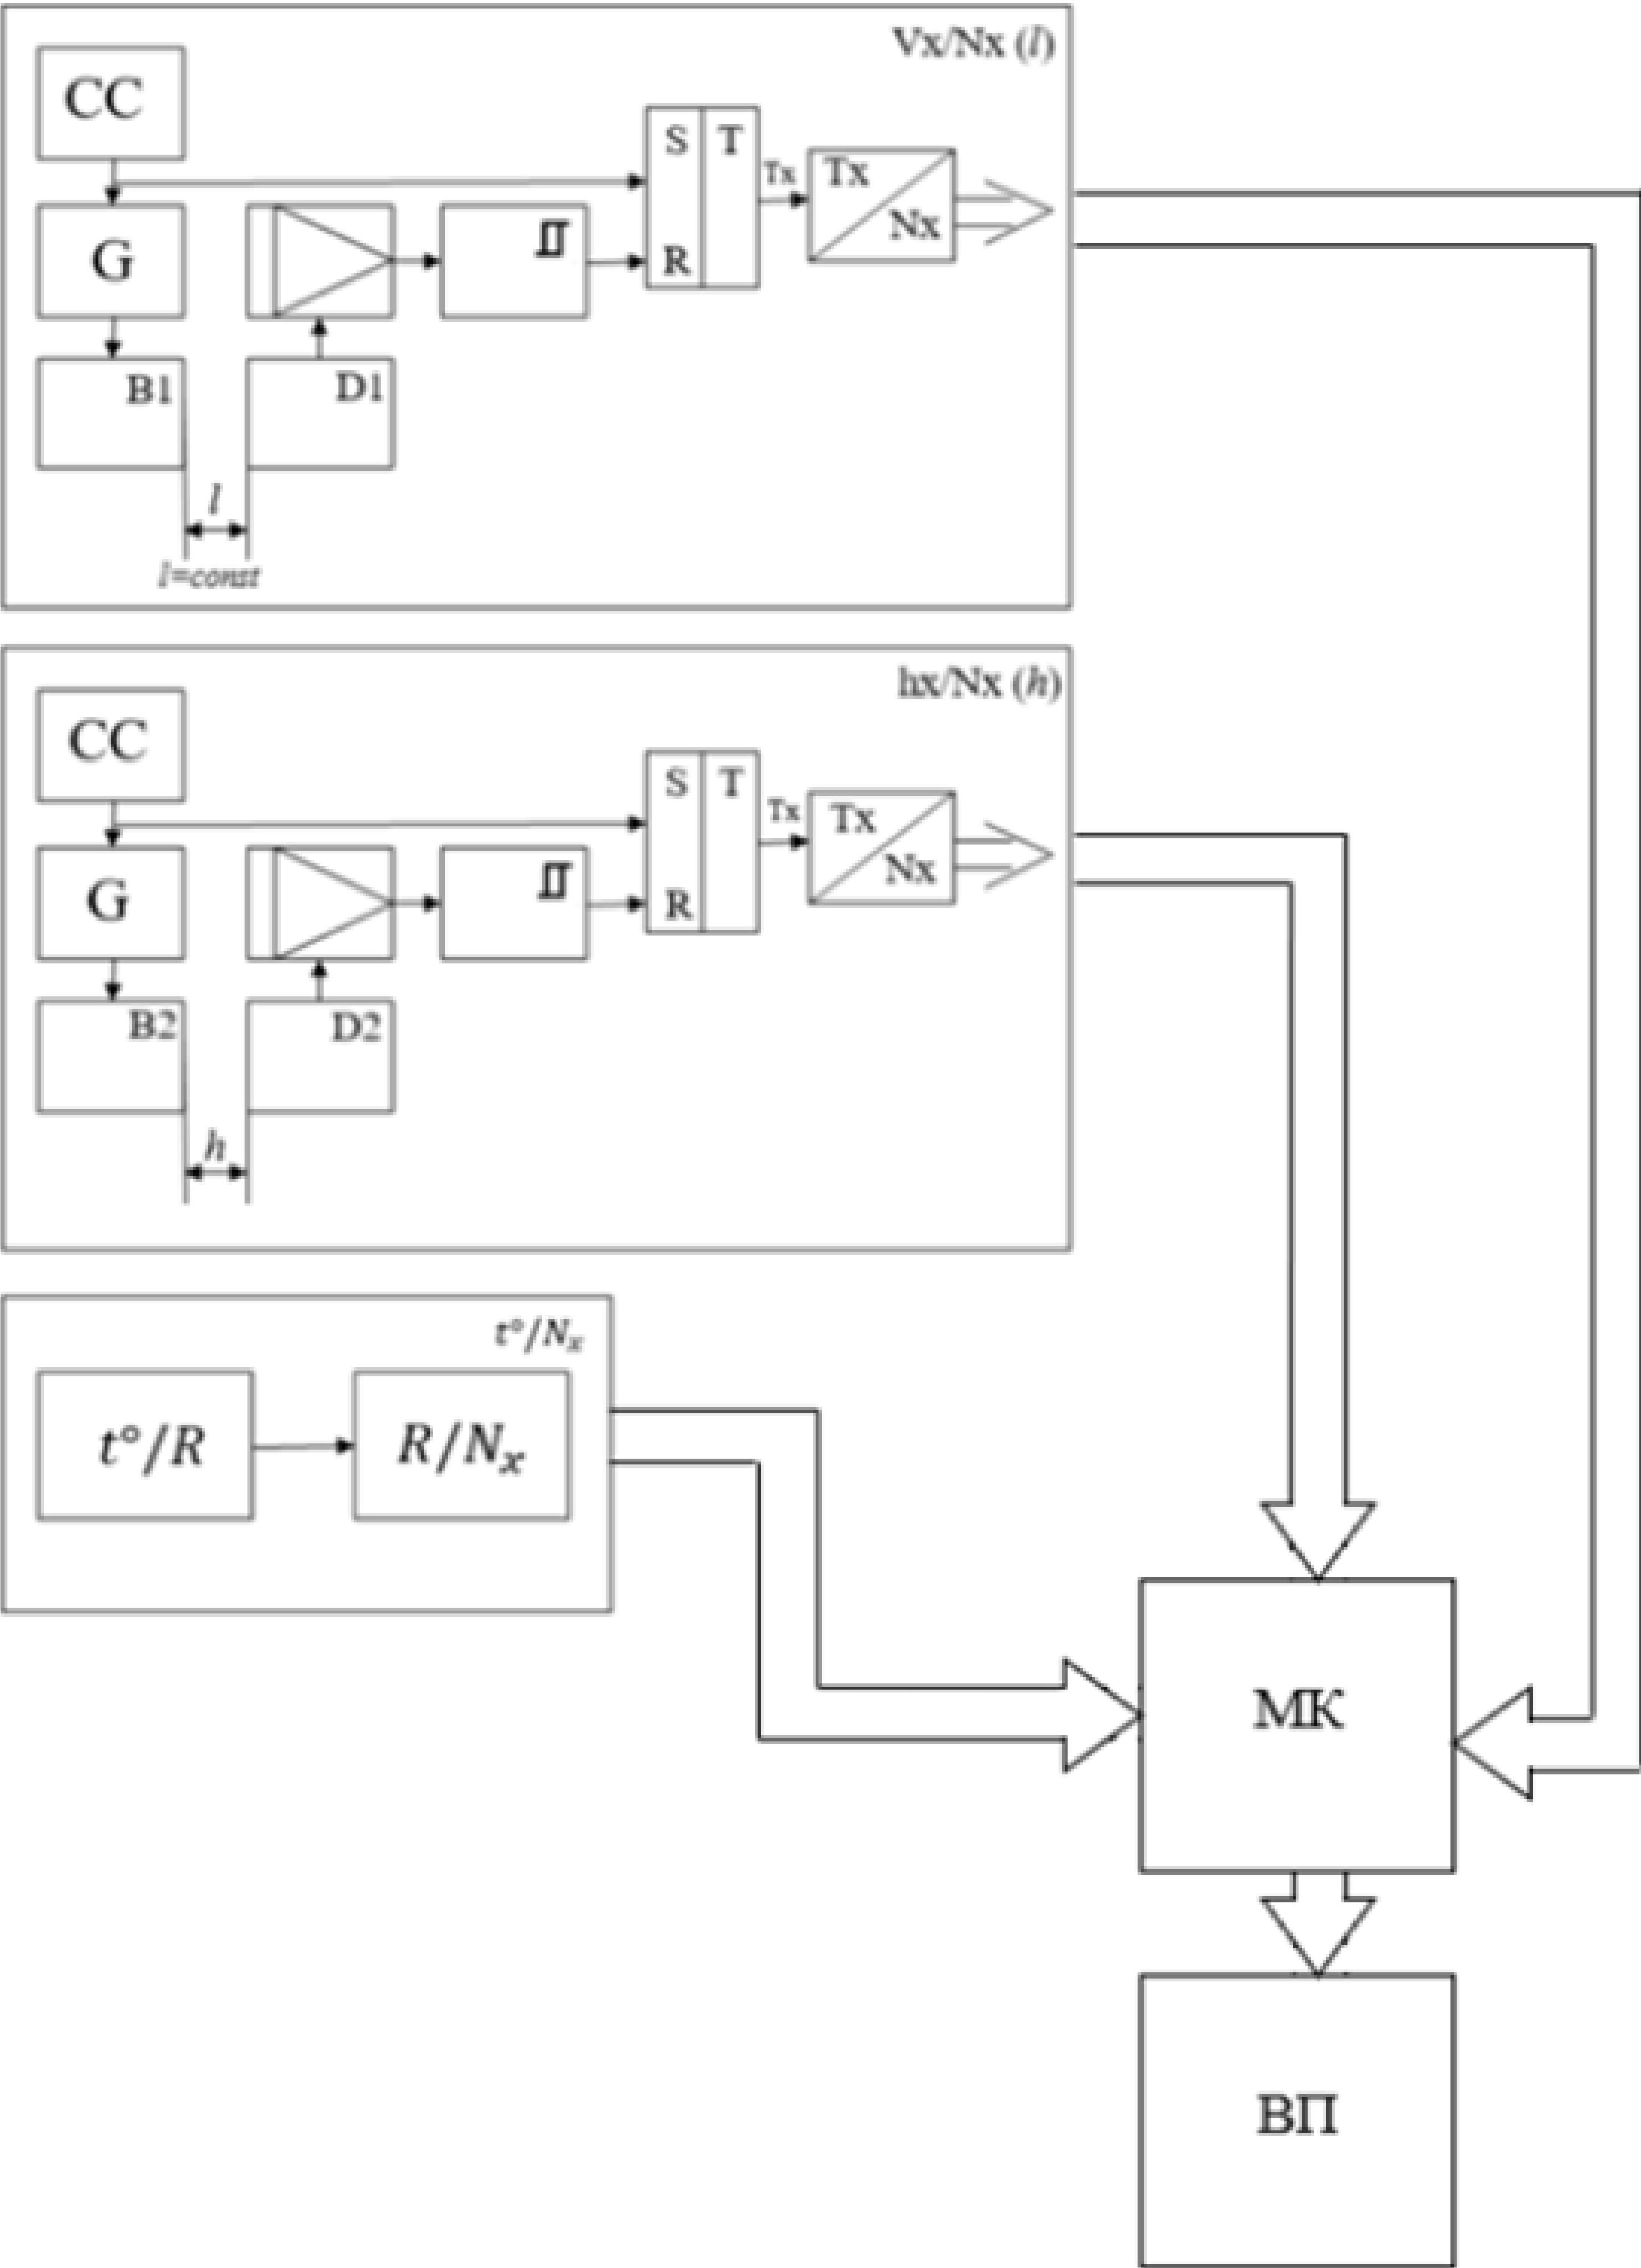 Vx/Nx (l)
CC
S T
Tx
Tx
Nx
G
R
B1
D1
l
l=const
hx/Nx (h)
CC
S T
Tx
Tx
Nx
G
R
B2
D2
h
t°/Nₓ
t°/R
R/Nₓ
МК
ВП